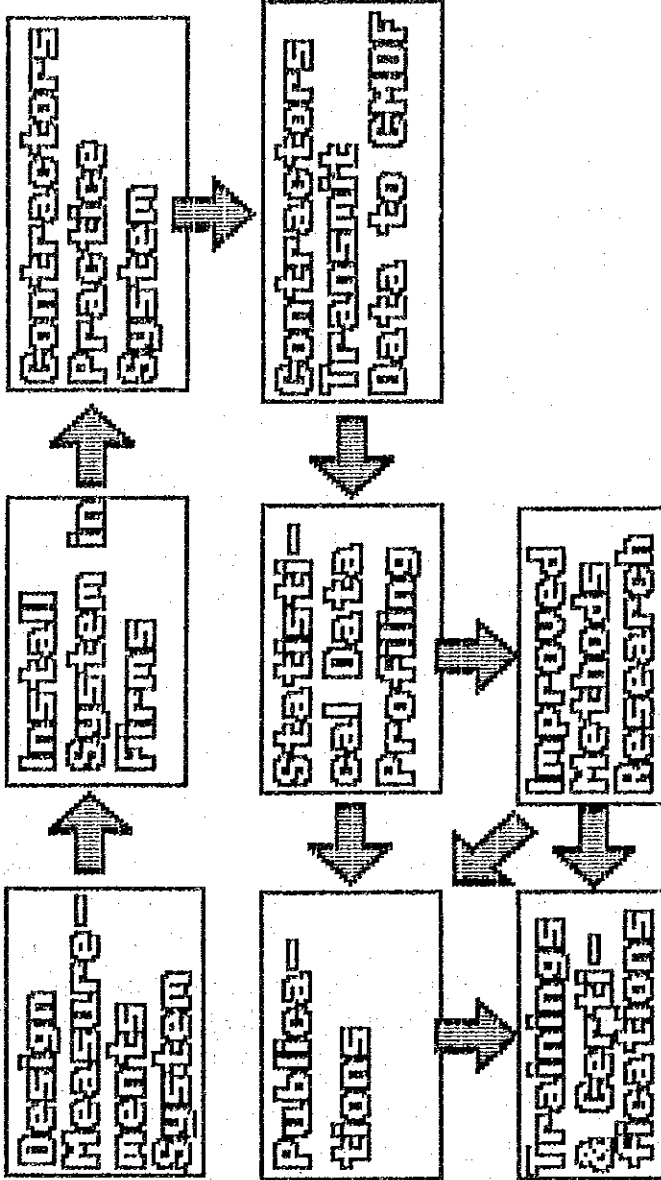 Design
Measure-
ments
System
Install
System in
Firms
Contractors
Practice
System
Publica-
tions
Statisti-
cal Data
Profiling
Contractors
Transmit
Data to
Trainings
& Certi-
fications
Improved
Methods
Research